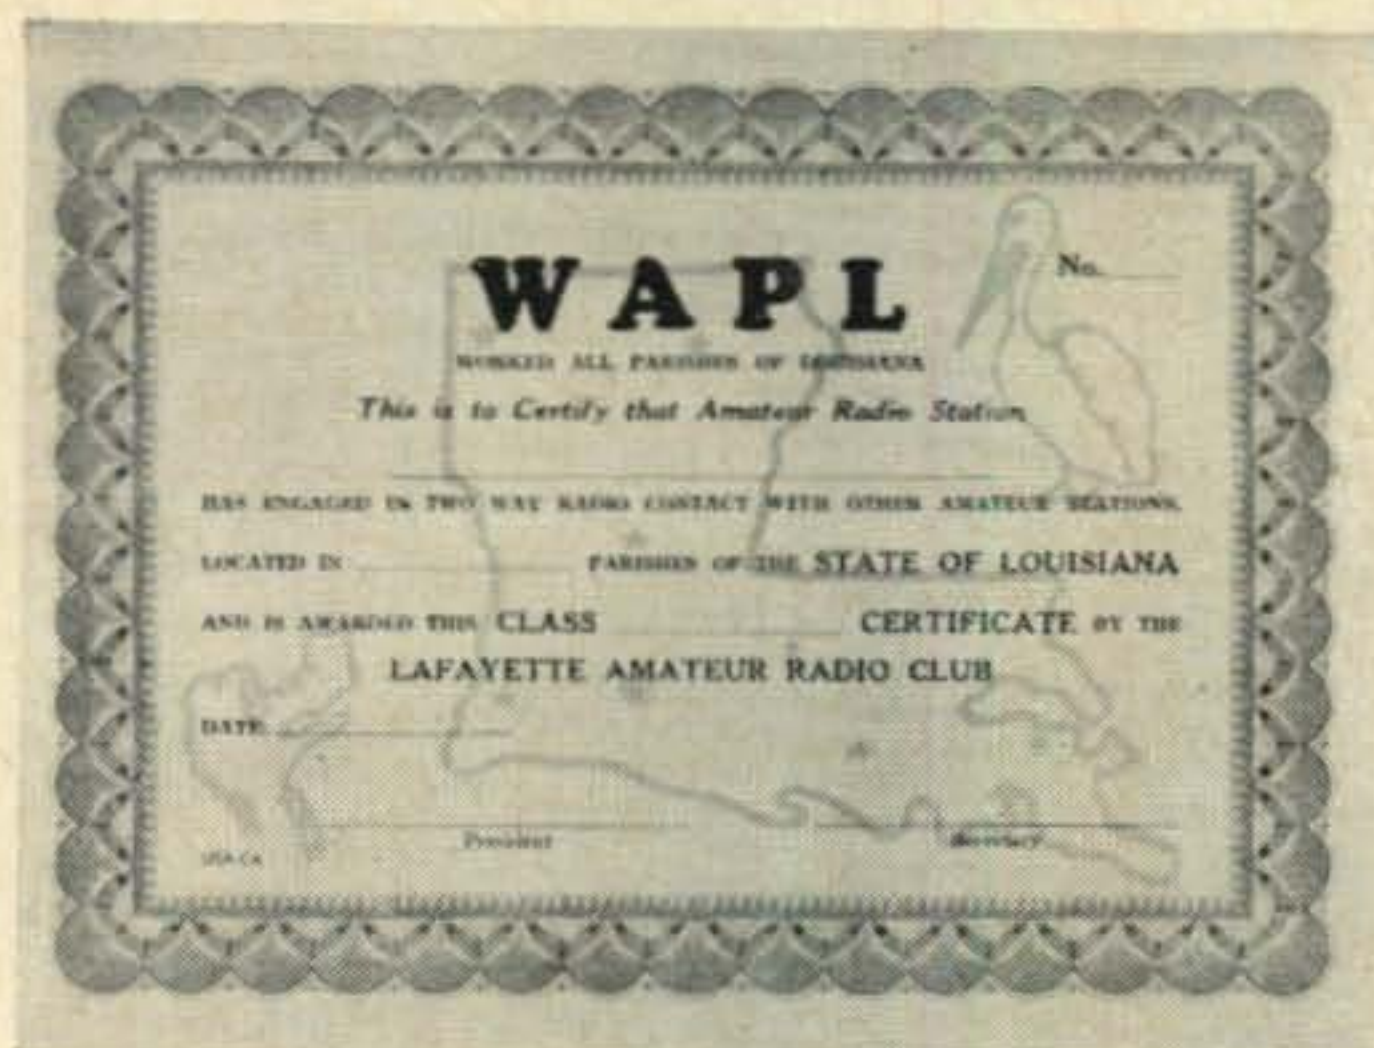 No.
WAPL
WORKED ALL PARISHES OF LOUISIANA
This is to Certify that Amateur Radio Station
HAS ENGAGED IN TWO WAY RADIO CONTACT WITH OTHER AMATEUR STATIONS,
LOCATED IN PARISHES OF THE STATE OF LOUISIANA
AND IS AWARDED THIS CLASS CERTIFICATE BY THE
LAFAYETTE AMATEUR RADIO CLUB
DATE
President Secretary
USA-CA